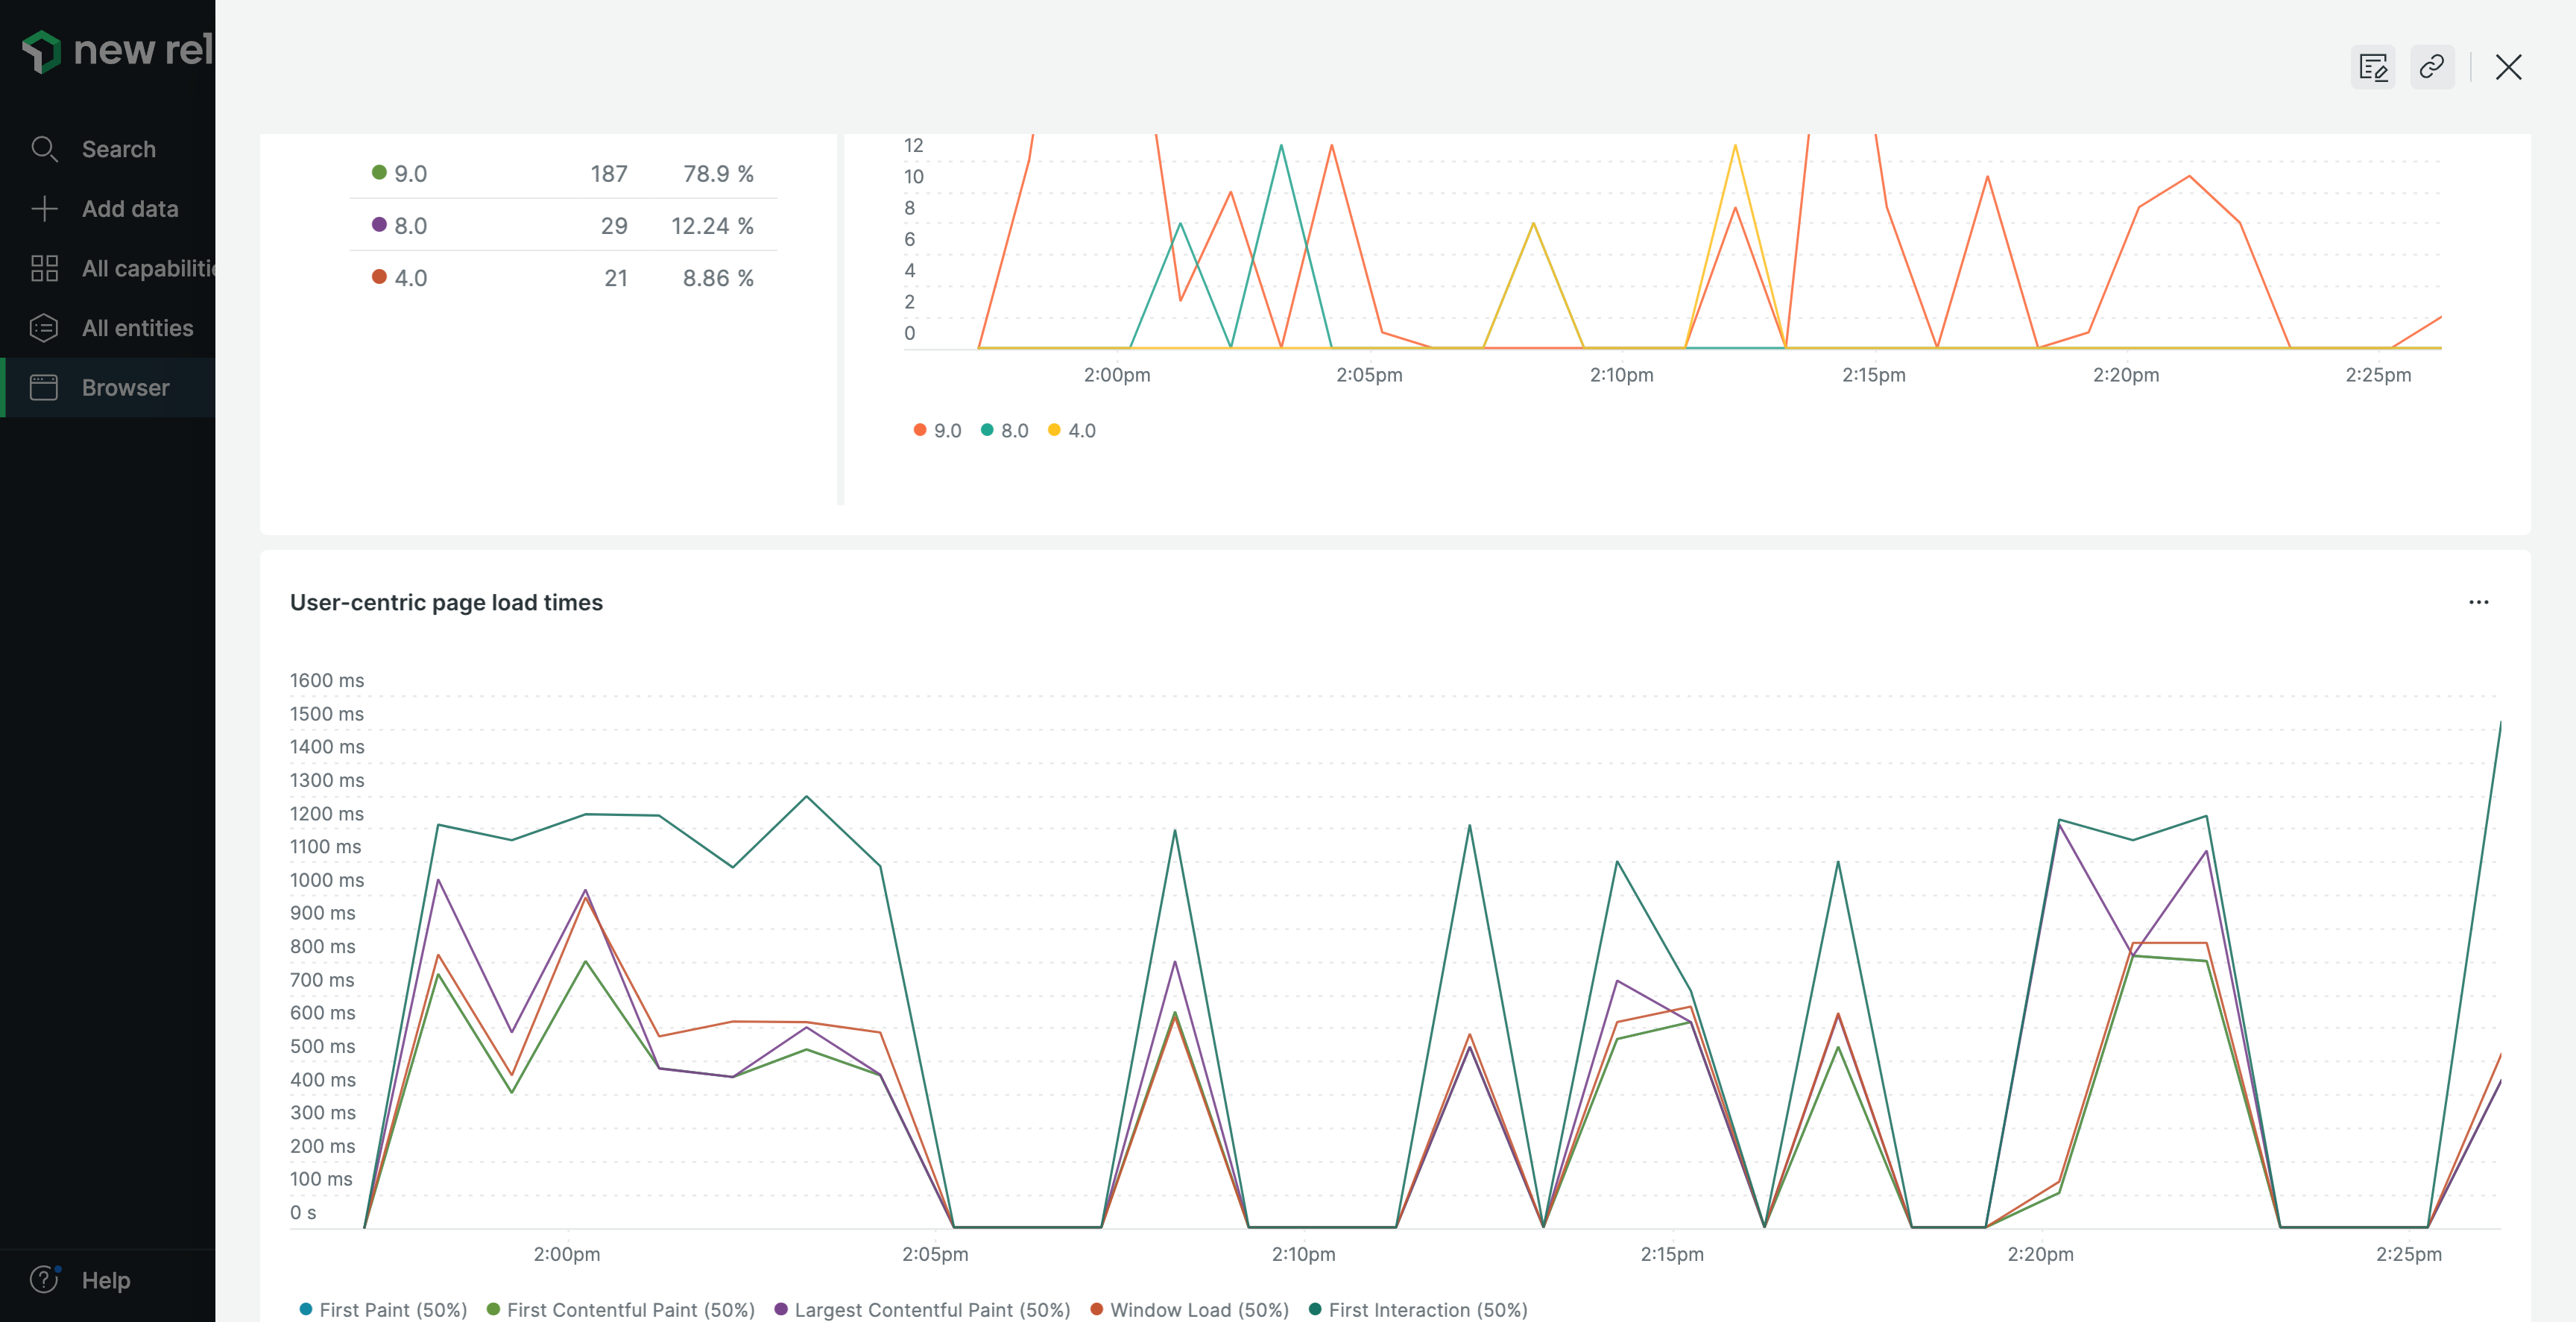 new rel
Search
Add data
All capabiliti
All entities
Browser
Help
9.0 187 78.9 %
8.0 29 12.24 %
4.0 21 8.86 %
12
10
8
6
4
2
0
2:00pm 2:05pm 2:10pm 2:15pm 2:20pm 2:25pm
9.0 8.0 4.0
User-centric page load times
1600 ms
1500 ms
1400 ms
1300 ms
1200 ms
1100 ms
1000 ms
900 ms
800 ms
700 ms
600 ms
500 ms
400 ms
300 ms
200 ms
100 ms
0 s
2:00pm 2:05pm 2:10pm 2:15pm 2:20pm 2:25pm
First Paint (50%) First Contentful Paint (50%) Largest Contentful Paint (50%) Window Load (50%) First Interaction (50%)